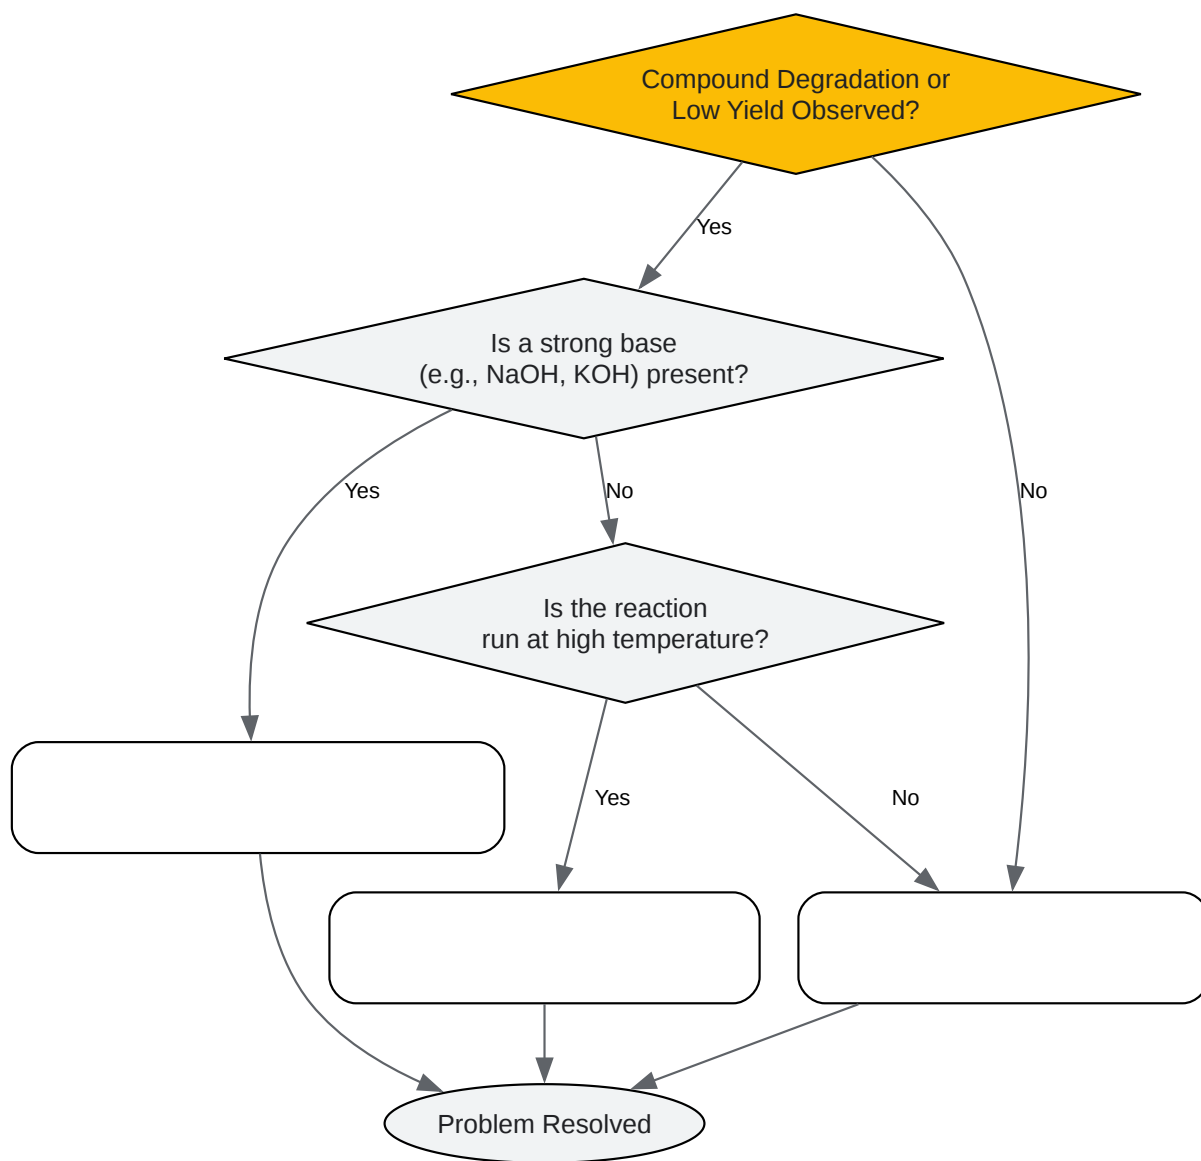 Compound Degradation or
Low Yield Observed?
Yes
Is a strong base
(e.g., NaOH, KOH) present?
Yes
No
No
Is the reaction
run at high temperature?
Yes
No
Problem Resolved